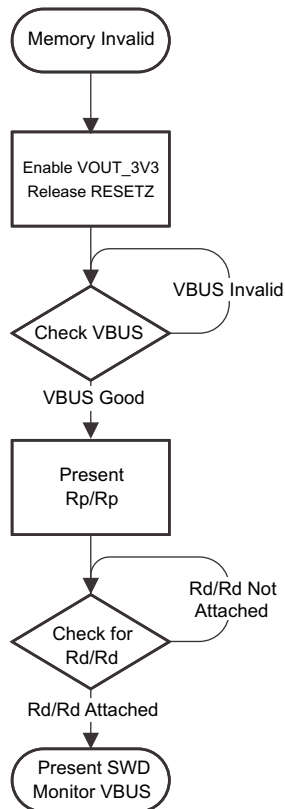 Memory Invalid
Enable VOUT_3V3
Release RESETZ
VBUS Invalid
Check VBUS
VBUS Good
Present
Rp/Rp
Rd/Rd Not
Attached
Check for
Rd/Rd
Rd/Rd Attached
Present SWD
Monitor VBUS